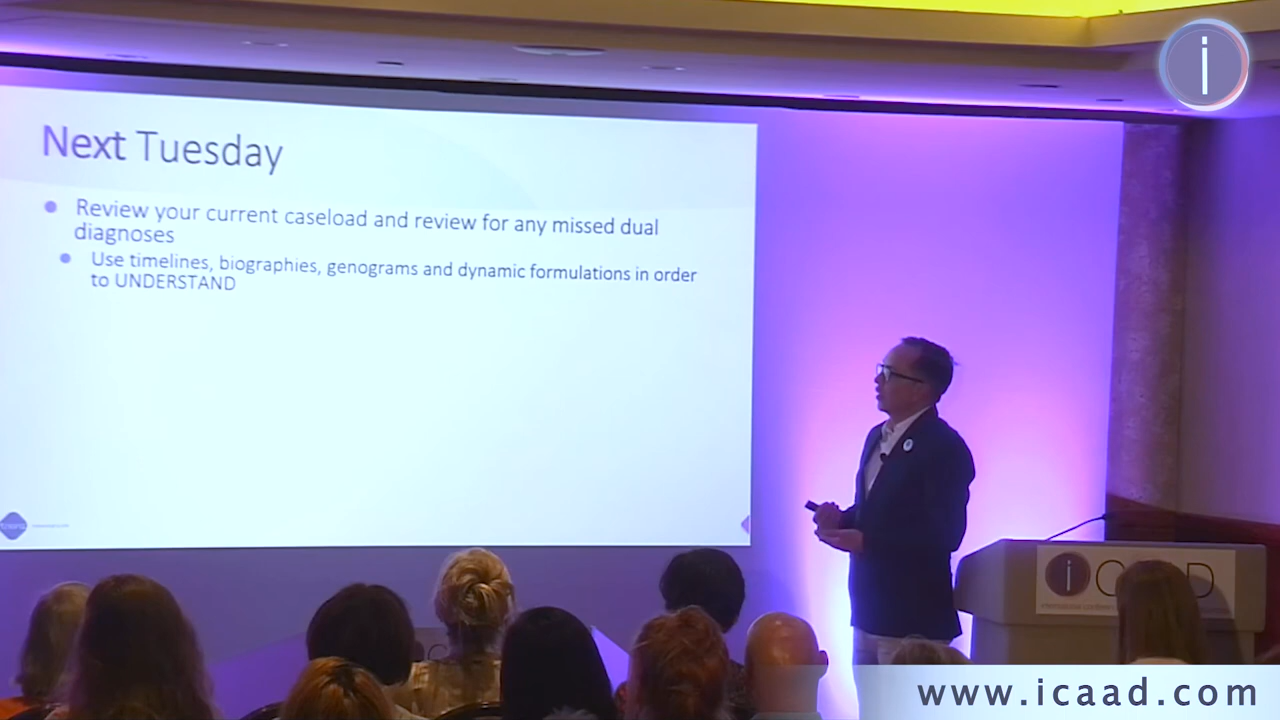 i
Next Tuesday
Review your current caseload and review for any missed dual
diagnoses
Use timelines, biographies, genograms and dynamic formulations in order
to UNDERSTAND
international
www.icaad.com